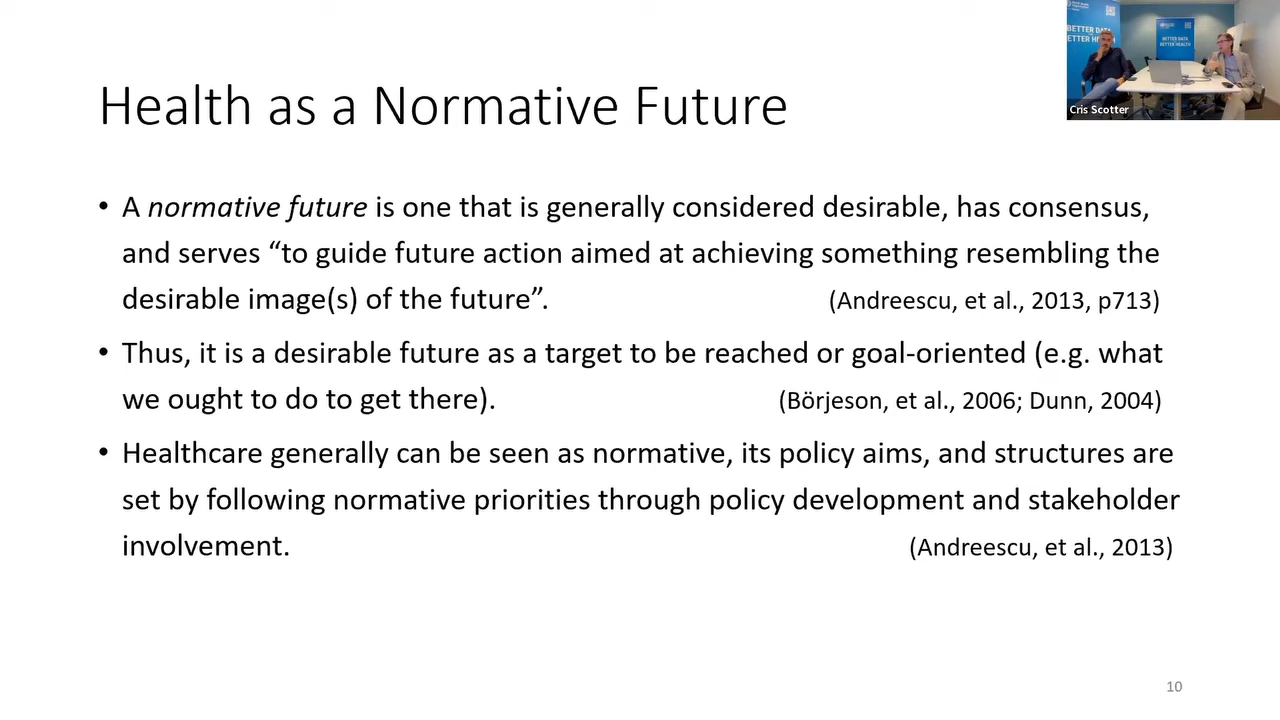 Health as a Normative Future
• A normative future is one that is generally considered desirable, has consensus,
and serves “to guide future action aimed at achieving something resembling the
desirable image(s) of the future”. (Andreescu, et al., 2013, p713)
• Thus, it is a desirable future as a target to be reached or goal-oriented (e.g. what
we ought to do to get there). (Börjeson, et al., 2006; Dunn, 2004)
• Healthcare generally can be seen as normative, its policy aims, and structures are
set by following normative priorities through policy development and stakeholder
involvement. (Andreescu, et al., 2013)
10
BETTER DATA
BETTER HEALTH
Cris Scotter